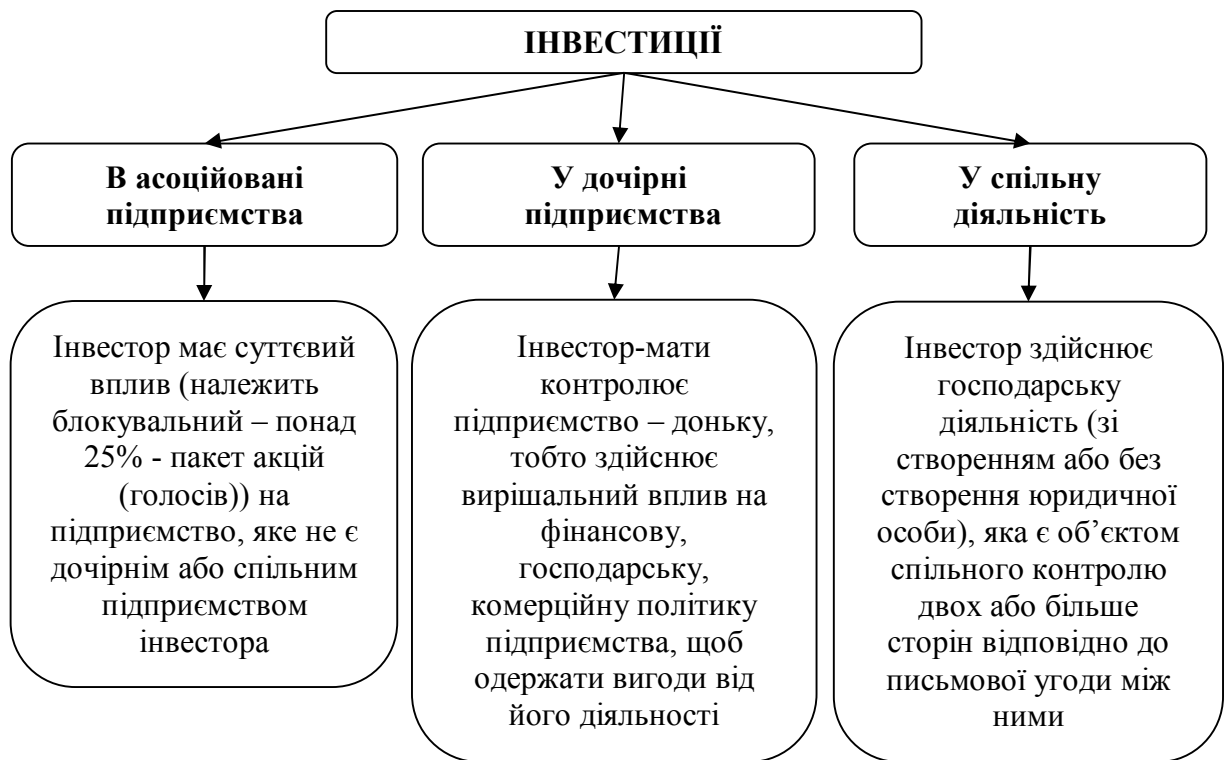 ІНВЕСТИЦІЇ
В асоційовані
підприємства
У дочірні
підприємства
У спільну
діяльність
Інвестор має суттєвий
вплив (належить
блокувальний – понад
25% - пакет акцій
(голосів)) на
підприємство, яке не є
дочірнім або спільним
підприємством
інвестора
Інвестор-мати
контролює
підприємство – доньку,
тобто здійснює
вирішальний вплив на
фінансову,
господарську,
комерційну політику
підприємства, щоб
одержати вигоди від
його діяльності
Інвестор здійснює
господарську
діяльність (зі
створенням або без
створення юридичної
особи), яка є об’єктом
спільного контролю
двох або більше
сторін відповідно до
письмової угоди між
ними